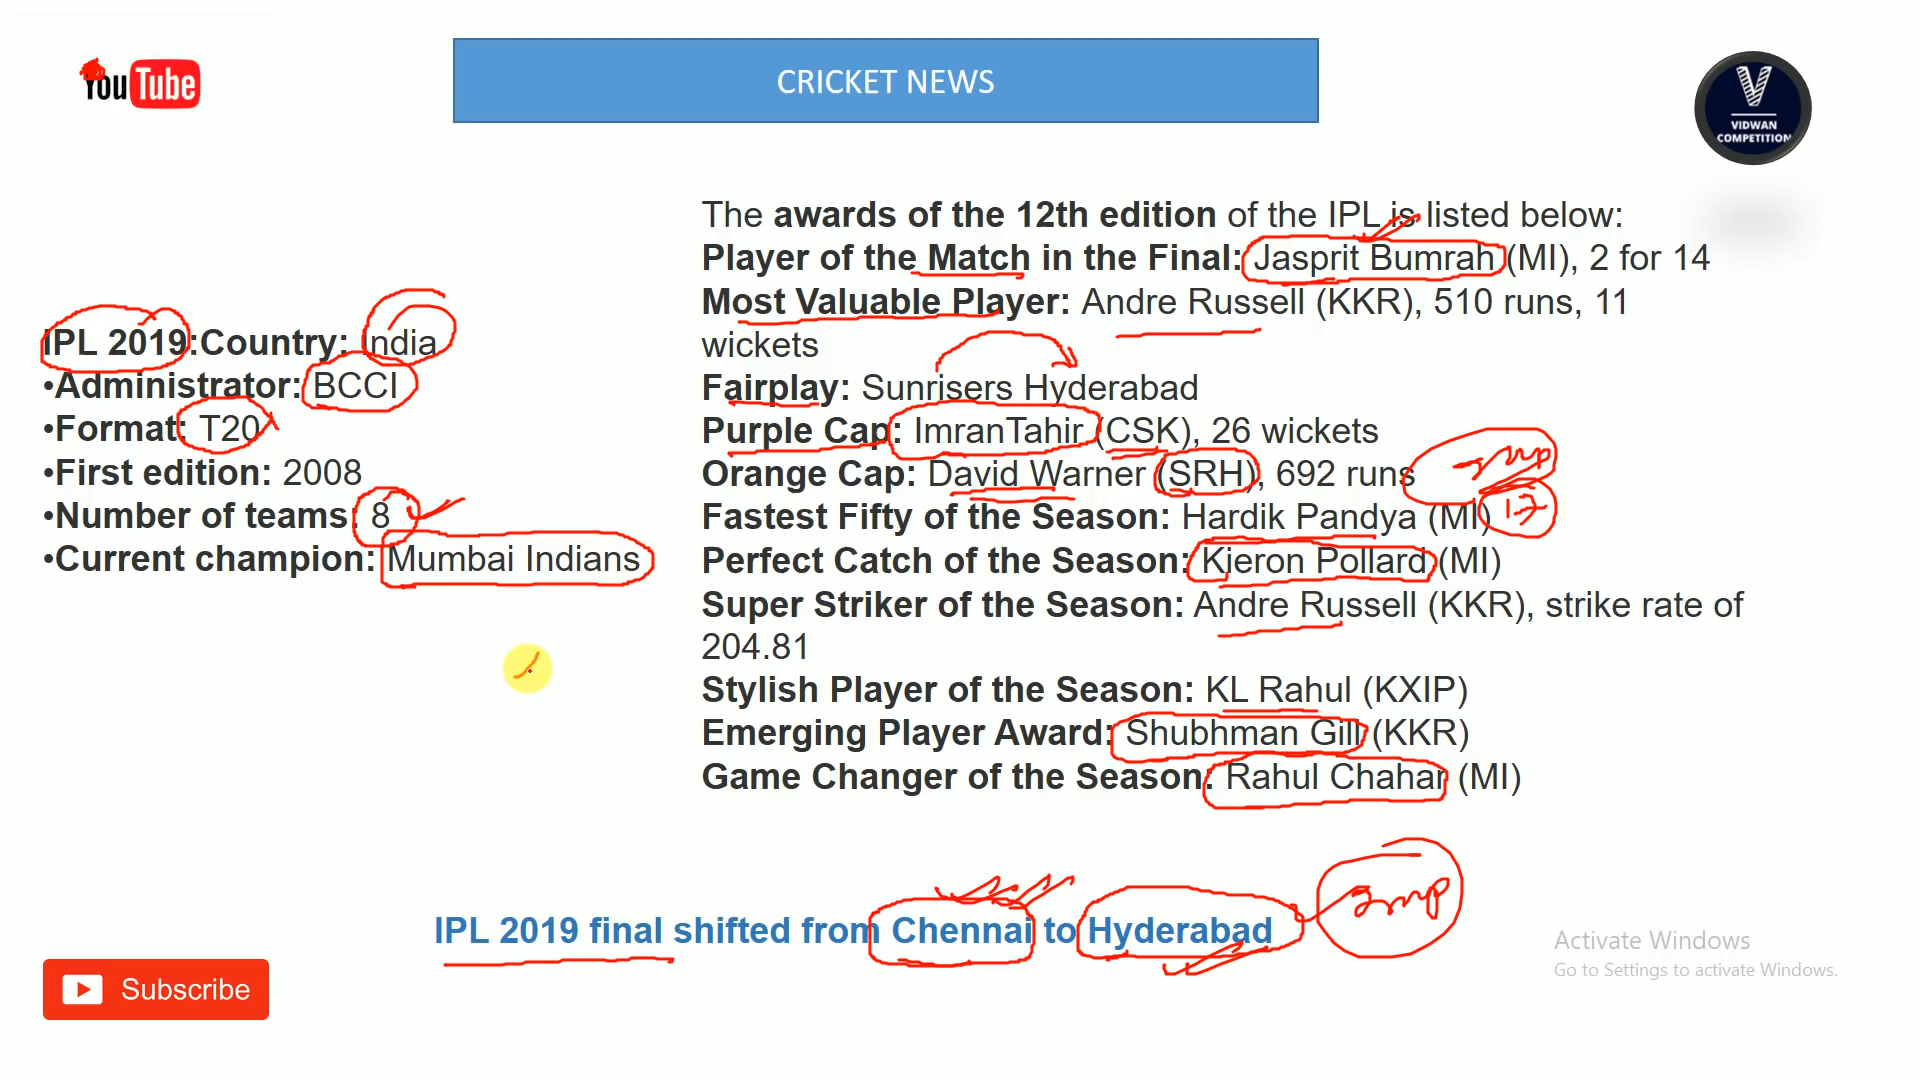 YouTube
CRICKET NEWS
V
VIDWAN
COMPETITION
IPL 2019:Country: India
•Administrator: BCCI
•Format: T20
•First edition: 2008
•Number of teams: 8
•Current champion: Mumbai Indians
The awards of the 12th edition of the IPL is listed below:
Player of the Match in the Final: Jasprit Bumrah (MI), 2 for 14
Most Valuable Player: Andre Russell (KKR), 510 runs, 11
wickets
Fairplay: Sunrisers Hyderabad
Purple Cap: ImranTahir (CSK), 26 wickets
Orange Cap: David Warner (SRH), 692 runs
Fastest Fifty of the Season: Hardik Pandya (MI)
17
Perfect Catch of the Season: Kieron Pollard (MI)
Super Striker of the Season: Andre Russell (KKR), strike rate of
204.81
Stylish Player of the Season: KL Rahul (KXIP)
Emerging Player Award: Shubhman Gill (KKR)
Game Changer of the Season: Rahul Chahar (MI)
Imp
IPL 2019 final shifted from Chennai to Hyderabad
Subscribe
Activate Windows
Go to Settings to activate Windows.